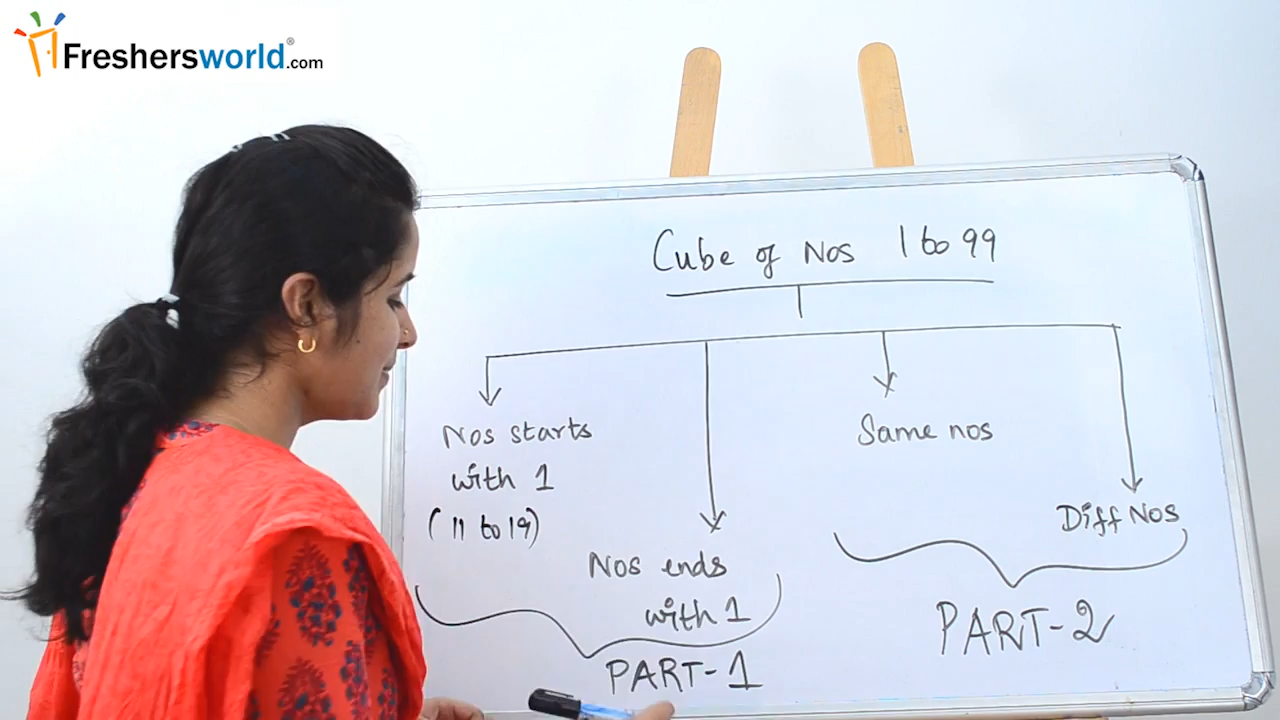 Freshersworld®.com
Cube of Nos 1 to 99
Nos starts
with 1
(11 to 19)
Nos ends
with 1
PART-1
Same nos
Diff Nos
PART-2